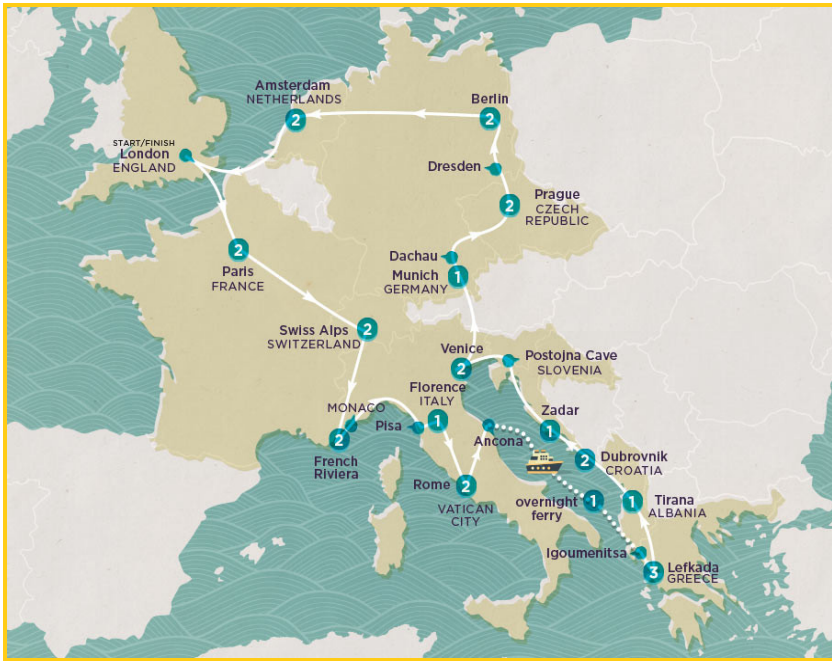 Amsterdam
NETHERLANDS
2
Berlin
2
START/FINISH
London
ENGLAND
Dresden
Prague
CZECH
REPUBLIC
2
2
Paris
FRANCE
Dachau
Munich
GERMANY
1
Swiss Alps
SWITZERLAND
2
Venice
2
Postojna Cave
SLOVENIA
Florence
ITALY
1
MONACO
Pisa
2
French
Riviera
Ancona
Zadar
1
2
Dubrovnik
CROATIA
Rome
2
VATICAN
CITY
overnight
ferry
1
1
Tirana
ALBANIA
Igoumenitsa
3
Lefkada
GREECE